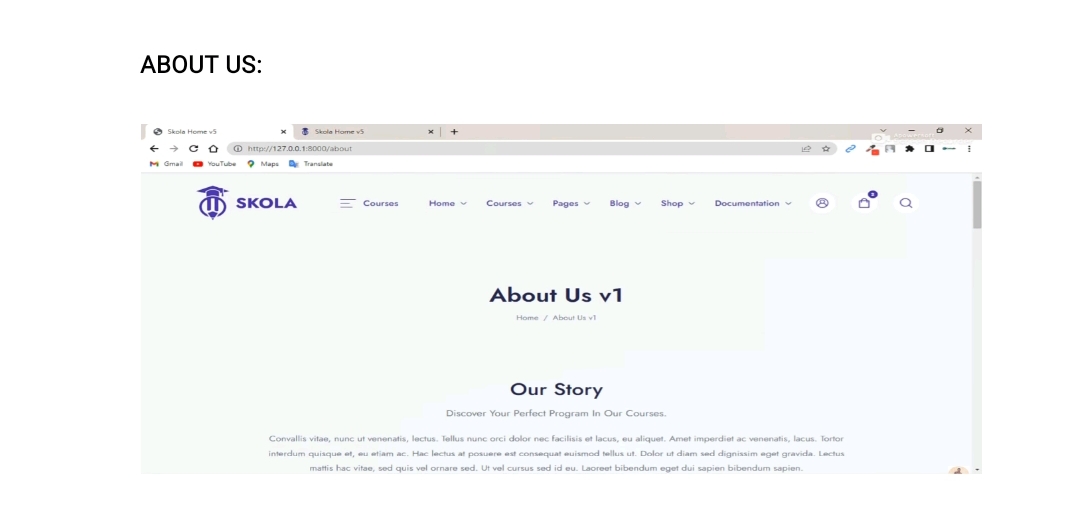 ABOUT US:
Skola Home v5
Skola Home v5
http://127.0.0.1:8000/about
Gmail YouTube Maps Translate
SKOLA
Courses Home Courses Pages Blog Shop Documentation
About Us v1
Home / About Us v1
Our Story
Discover Your Perfect Program In Our Courses.
Convallis vitae, nunc ut venenatis, lectus. Tellus nunc orci dolor nec facilisis et lacus, eu aliquet. Amet imperdiet ac venenatis, lacus. Tortor
interdum quisque et, eu etiam ac. Hac lectus at posuere est consequat euismod tellus ut. Dolor ut diam sed dignissim eget gravida. Lectus
mattis hac vitae, sed quis vel ornare sed. Ut vel cursus sed id eu. Laoreet bibendum eget dui sapien bibendum sapien.